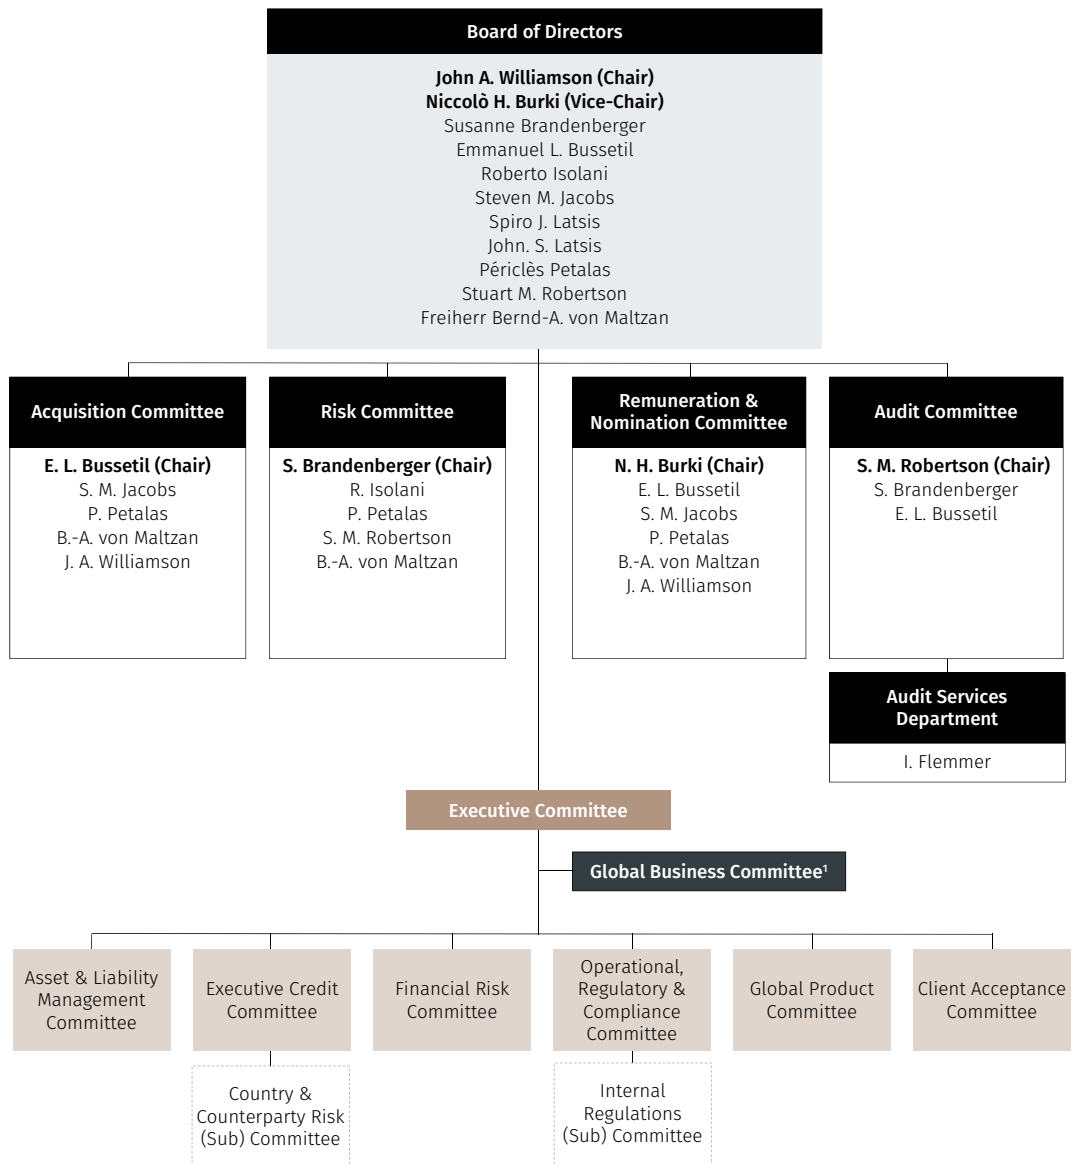 Board of Directors
John A. Williamson (Chair)
Niccolò H. Burki (Vice-Chair)
Susanne Brandenberger
Emmanuel L. Bussetil
Roberto Isolani
Steven M. Jacobs
Spiro J. Latsis
John. S. Latsis
Périclès Petalas
Stuart M. Robertson
Freiherr Bernd-A. von Maltzan
Acquisition Committee
E. L. Bussetil (Chair)
S. M. Jacobs
P. Petalas
B.-A. von Maltzan
J. A. Williamson
Risk Committee
S. Brandenberger (Chair)
R. Isolani
P. Petalas
S. M. Robertson
B.-A. von Maltzan
Remuneration &
Nomination Committee
N. H. Burki (Chair)
E. L. Bussetil
S. M. Jacobs
P. Petalas
B.-A. von Maltzan
J. A. Williamson
Audit Committee
S. M. Robertson (Chair)
S. Brandenberger
E. L. Bussetil
Audit Services
Department
I. Flemmer
Executive Committee
Global Business Committee¹
Asset & Liability
Management
Committee
Executive Credit
Committee
Financial Risk
Committee
Operational,
Regulatory &
Compliance
Committee
Global Product
Committee
Client Acceptance
Committee
Country &
Counterparty Risk
(Sub) Committee
Internal
Regulations
(Sub) Committee